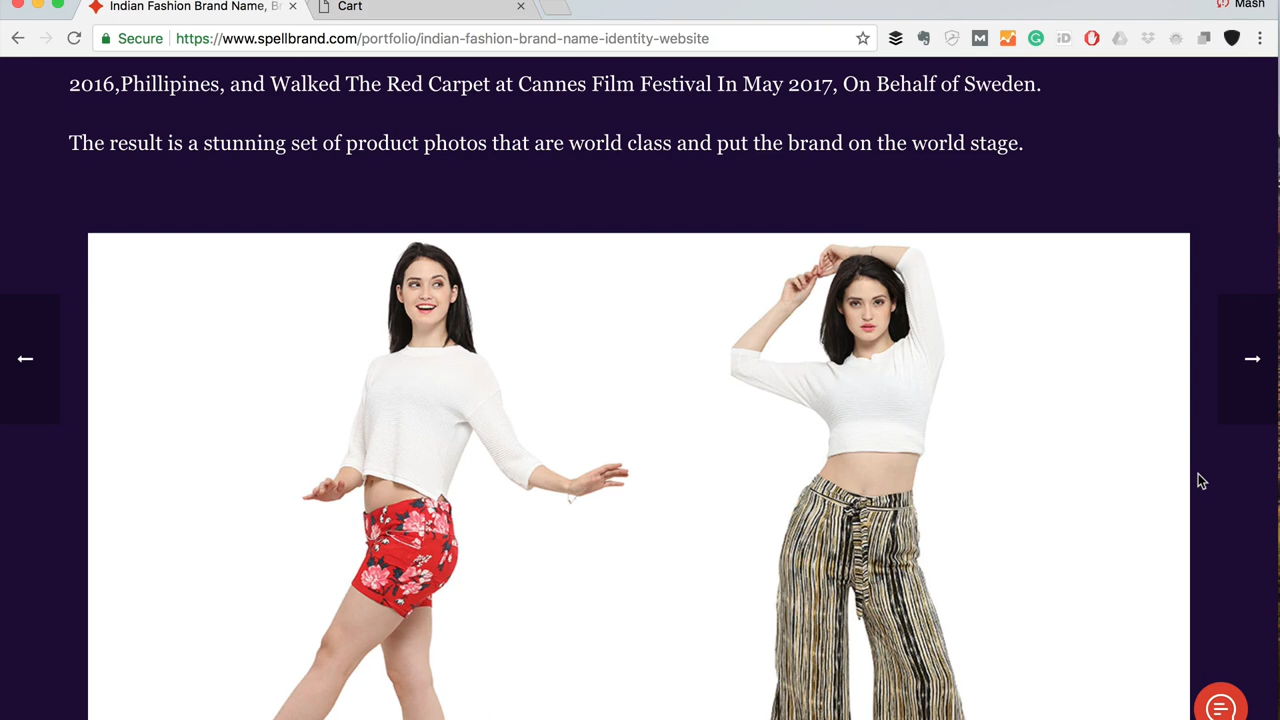 Indian Fashion Brand Name, Br
Cart
Mash
Secure
https://www.spellbrand.com/portfolio/indian-fashion-brand-name-identity-website
2016,Phillipines, and Walked The Red Carpet at Cannes Film Festival In May 2017, On Behalf of Sweden.
The result is a stunning set of product photos that are world class and put the brand on the world stage.